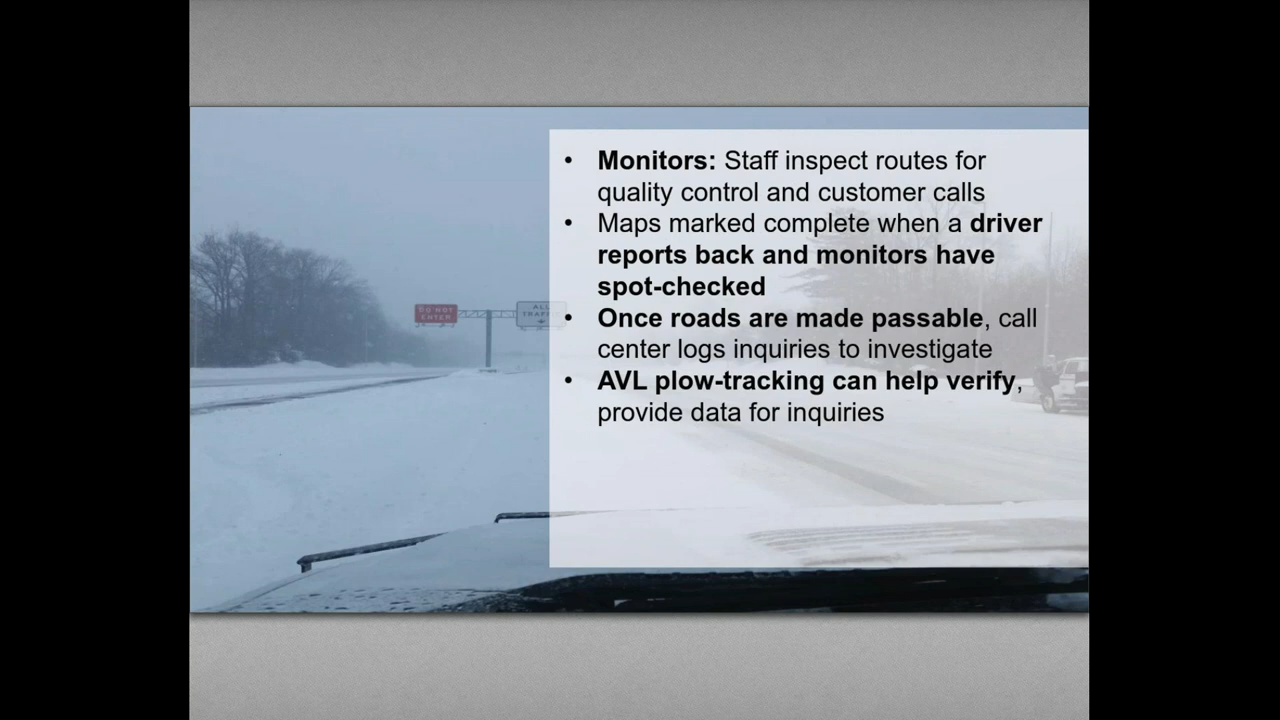 • Monitors: Staff inspect routes for
quality control and customer calls
• Maps marked complete when a driver
reports back and monitors have
spot-checked
• Once roads are made passable, call
center logs inquiries to investigate
• AVL plow-tracking can help verify,
provide data for inquiries
DO NOT
ENTER
ALL